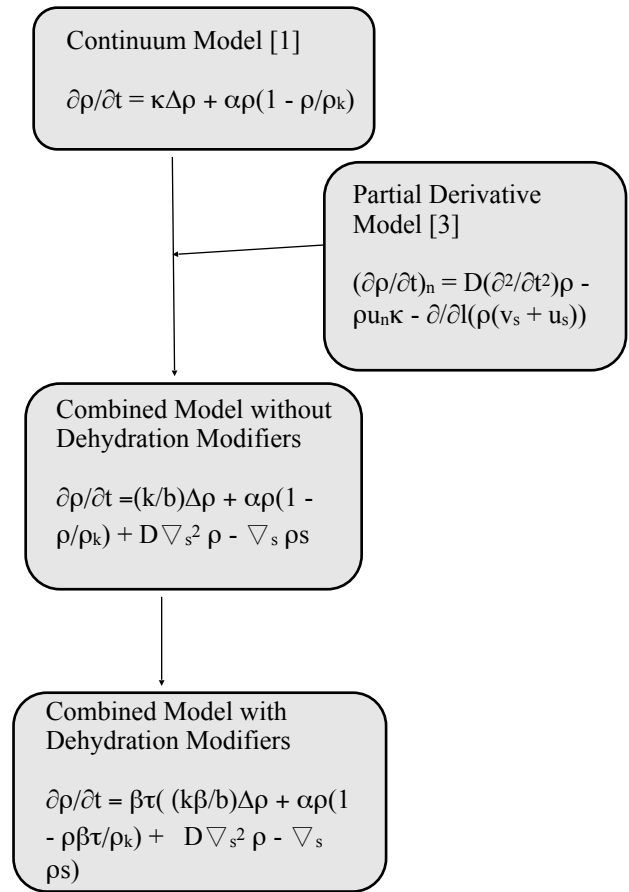 Continuum Model [1]
∂ρ/∂t = κΔρ + αρ(1 - ρ/ρₖ)
Partial Derivative
Model [3]
(∂ρ/∂t)ₙ = D(∂²/∂t²)ρ -
ρuₙκ - ∂/∂l(ρ(vₛ + uₛ))
Combined Model without
Dehydration Modifiers
∂ρ/∂t =(k/b)Δρ + αρ(1 -
ρ/ρₖ) + D▽ₛ² ρ - ▽ₛ ρs
Combined Model with
Dehydration Modifiers
∂ρ/∂t = βτ( (kβ/b)Δρ + αρ(1
- ρβτ/ρₖ) + D▽ₛ² ρ - ▽ₛ
ρs)